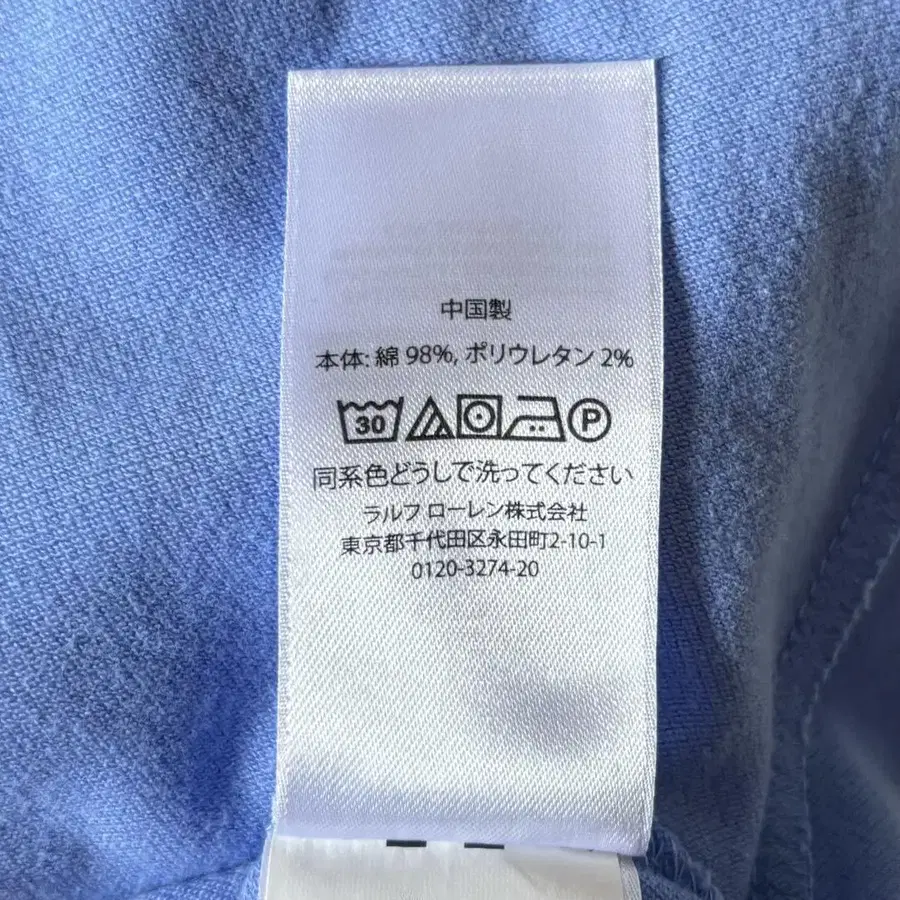 中国製
本体: 綿 98%, ポリウレタン 2%
30 P
同系色どうしで洗ってください
ラルフ ローレン株式会社
東京都千代田区永田町2-10-1
0120-3274-20